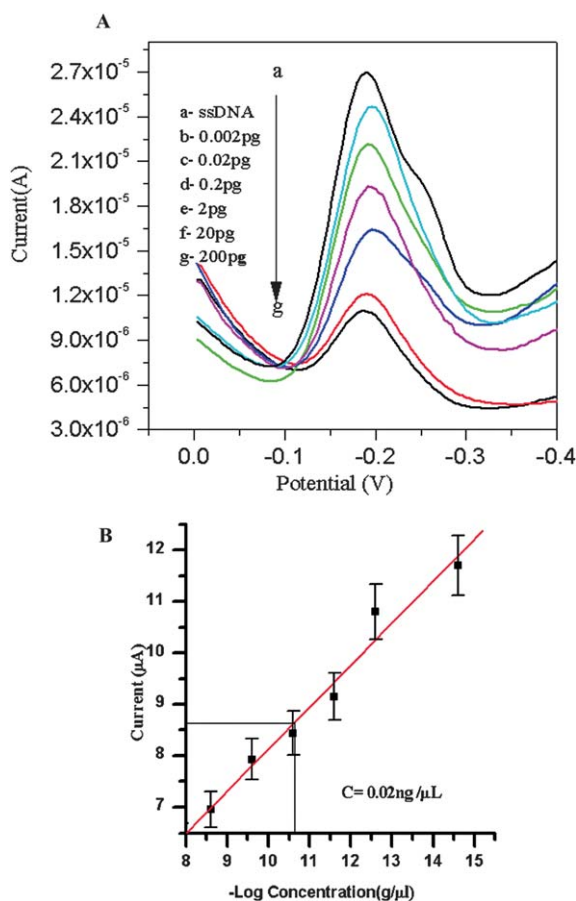 A
2.7x10-5
2.4x10-5
2.1x10-5
1.8x10-5
1.5x10-5
1.2x10-5
9.0x10-6
6.0x10-6
3.0x10-6
Current(A)
a
a- ssDNA
b- 0.002pg
c- 0.02pg
d- 0.2pg
e- 2pg
f- 20pg
g- 200pg
g
0.0 -0.1 -0.2 -0.3 -0.4
Potential (V)
B
12
11
10
9
8
7
Current (µA)
C= 0.02ng/µL
8 9 10 11 12 13 14 15
-Log Concentration(g/µl)